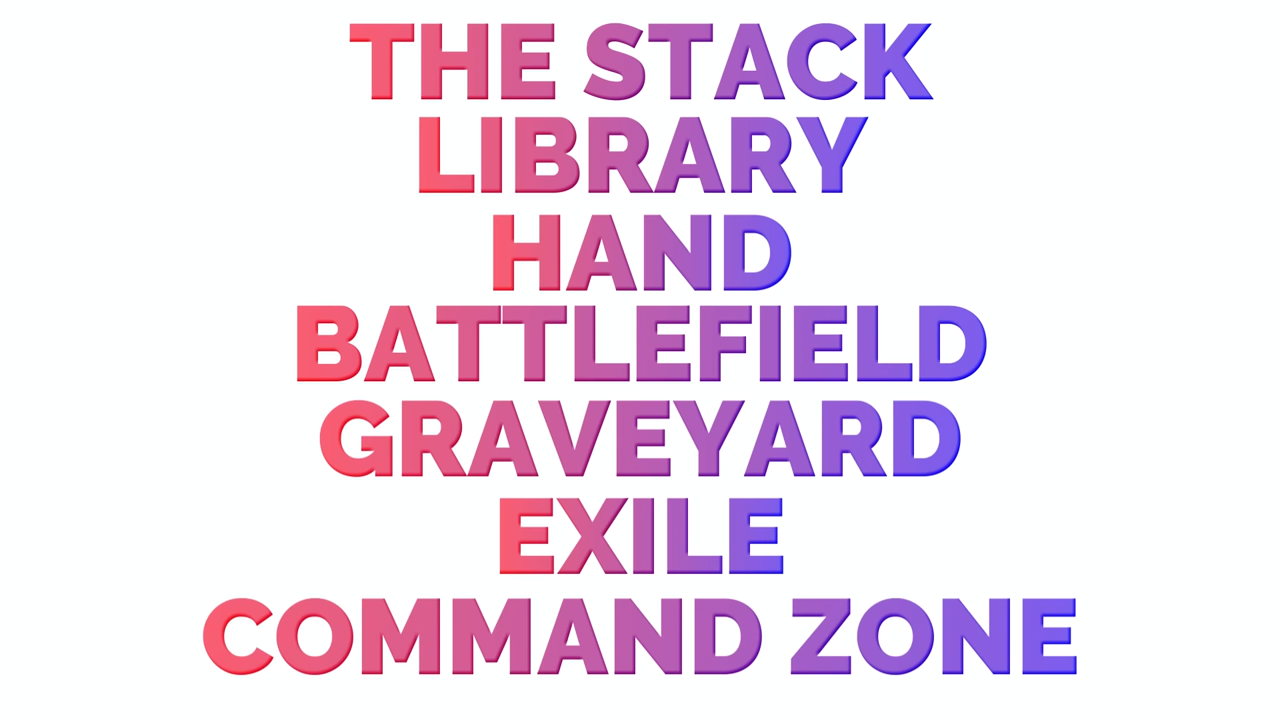 THE STACK
LIBRARY
HAND
BATTLEFIELD
GRAVEYARD
EXILE
COMMAND ZONE